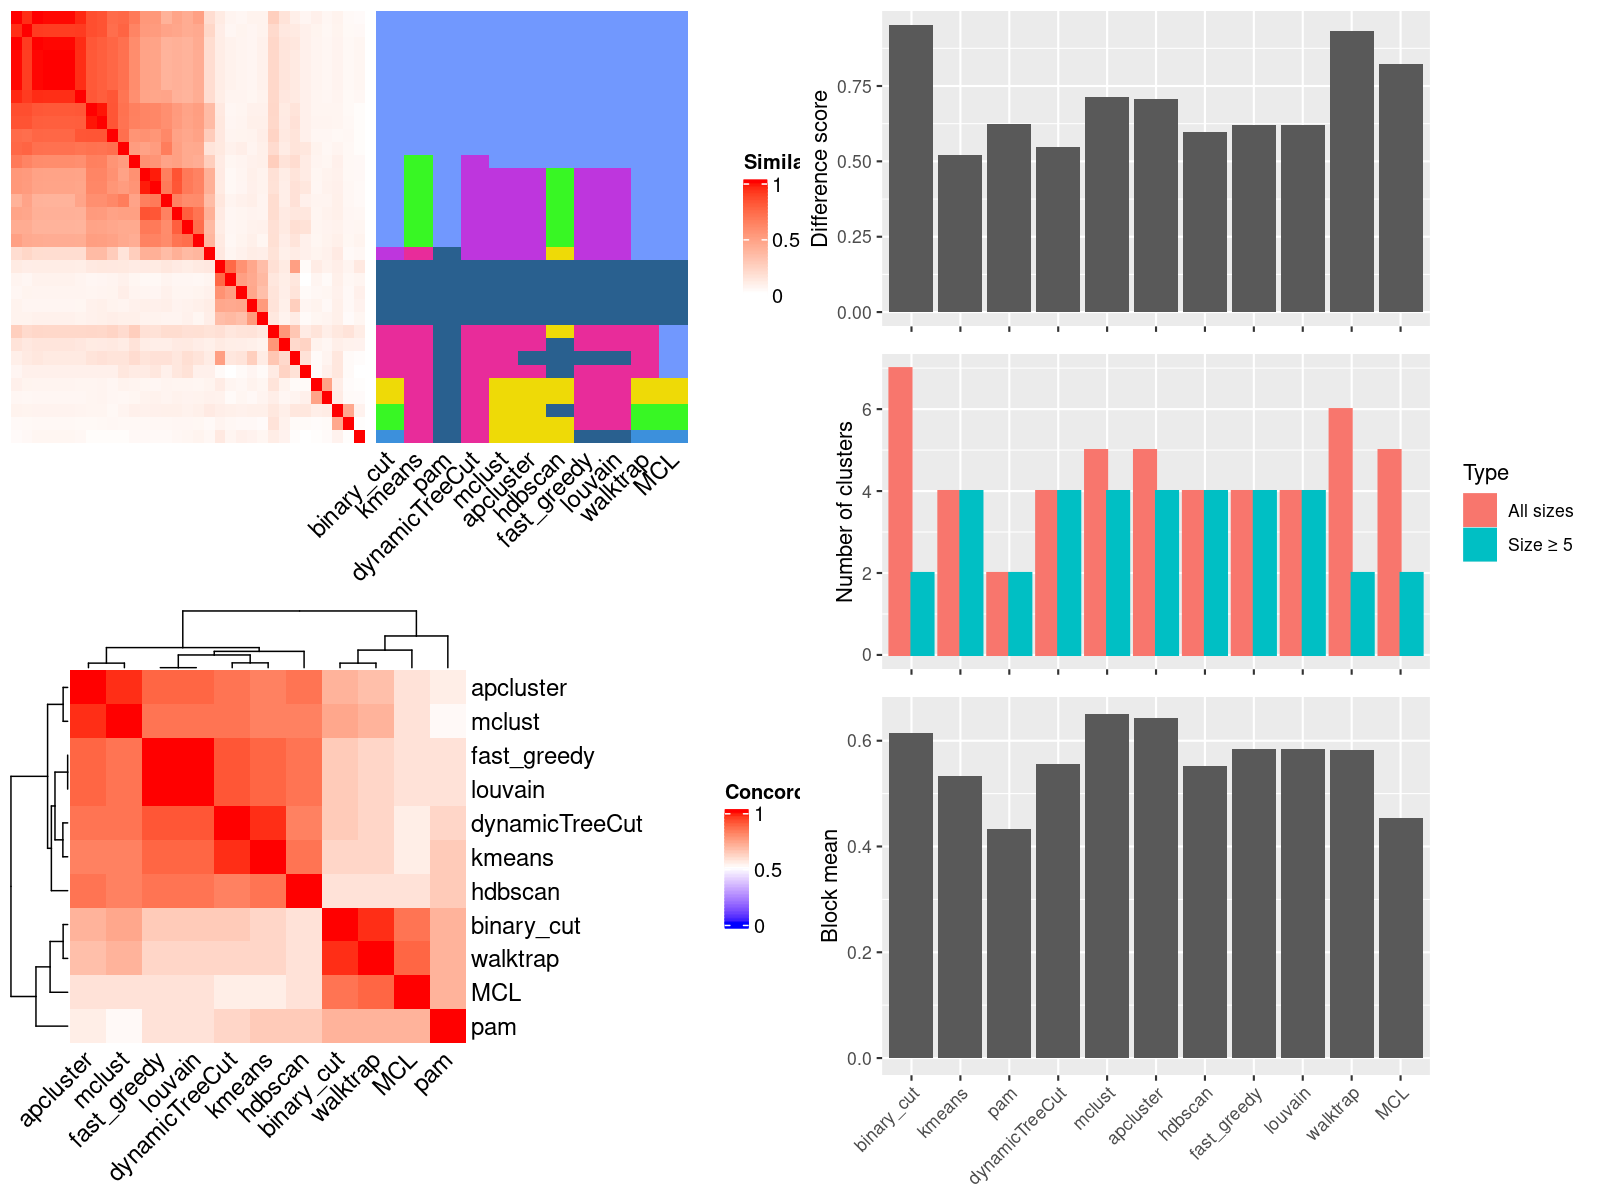 Simila
1
0.5
0
binary_cut
kmeans
pam
dynamicTreeCut
mclust
apcluster
hdbscan
fast_greedy
louvain
walktrap
MCL
Difference score
0.75
0.50
0.25
0.00
Number of clusters
6
4
2
0
Type
All sizes
Size ≥ 5
apcluster
mclust
fast_greedy
louvain
dynamicTreeCut
kmeans
hdbscan
binary_cut
walktrap
MCL
pam
apcluster
mclust
fast_greedy
louvain
dynamicTreeCut
kmeans
hdbscan
binary_cut
walktrap
MCL
pam
Concord
1
0.5
0
Block mean
0.6
0.4
0.2
0.0
binary_cut
kmeans
pam
dynamicTreeCut
mclust
apcluster
hdbscan
fast_greedy
louvain
walktrap
MCL